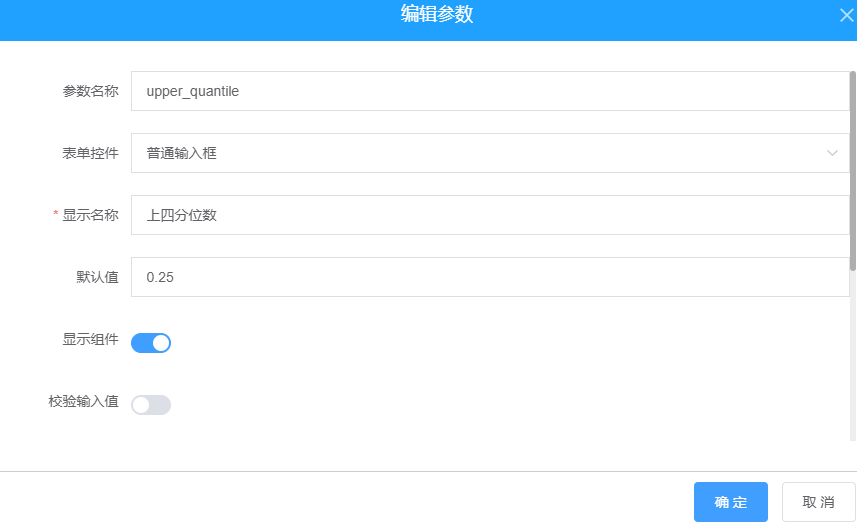 编辑参数
参数名称 upper_quantile
表单控件 普通输入框
* 显示名称 上四分位数
默认值 0.25
显示组件
校验输入值
确 定 取 消